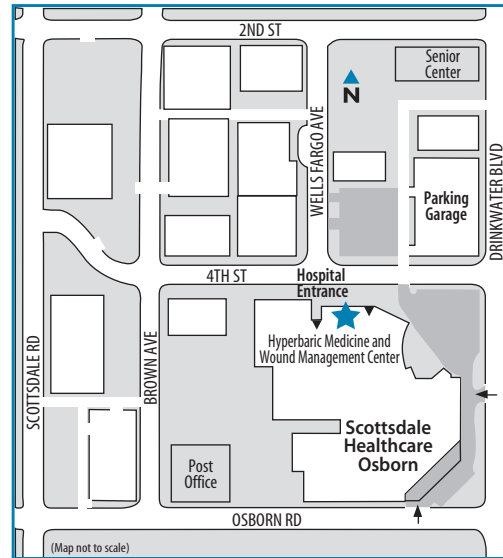 2ND ST
Senior
Center
N
WELLS FARGO AVE
DRINKWATER BLVD
Parking
Garage
4TH ST
Hospital
Entrance
Hyperbaric Medicine and
Wound Management Center
SCOTTSDALE RD
BROWN AVE
Scottsdale
Healthcare
Osborn
Post
Office
OSBORN RD
(Map not to scale)